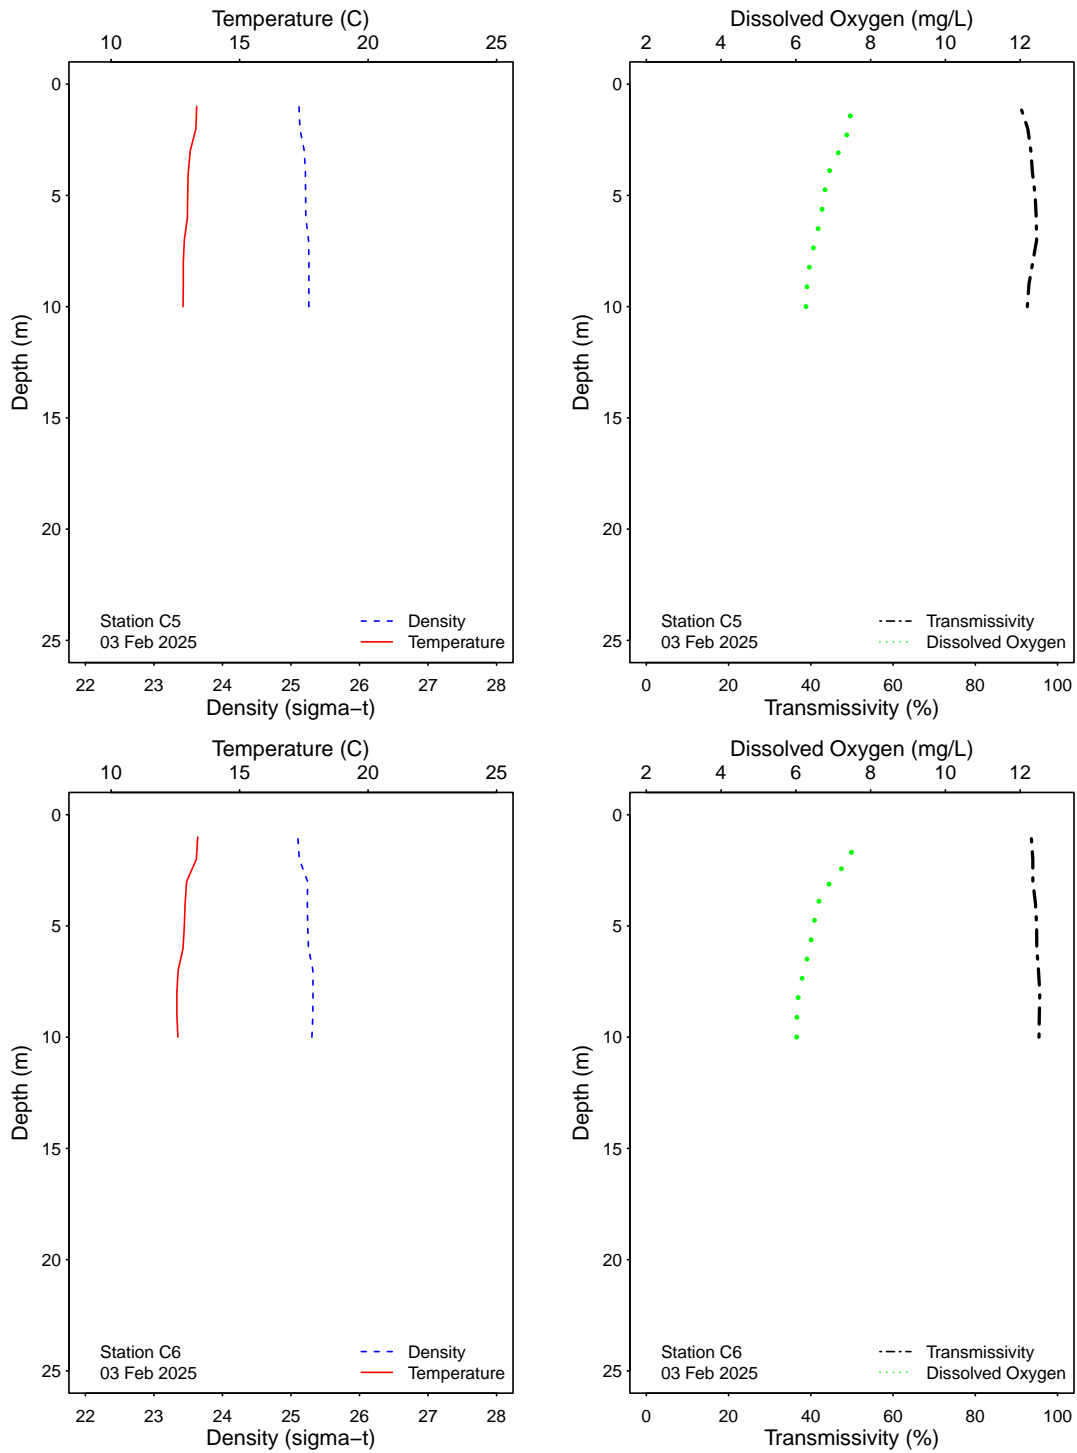 Temperature (C)
10 15 20 25
0
5
10
15
20
25
Depth (m)
Station C5
03 Feb 2025
Density
Temperature
22 23 24 25 26 27 28
Density (sigma−t)
Dissolved Oxygen (mg/L)
2 4 6 8 10 12
0
5
10
15
20
25
Depth (m)
Station C5
03 Feb 2025
Transmissivity
Dissolved Oxygen
0 20 40 60 80 100
Transmissivity (%)
Temperature (C)
10 15 20 25
0
5
10
15
20
25
Depth (m)
Station C6
03 Feb 2025
Density
Temperature
22 23 24 25 26 27 28
Density (sigma−t)
Dissolved Oxygen (mg/L)
2 4 6 8 10 12
0
5
10
15
20
25
Depth (m)
Station C6
03 Feb 2025
Transmissivity
Dissolved Oxygen
0 20 40 60 80 100
Transmissivity (%)